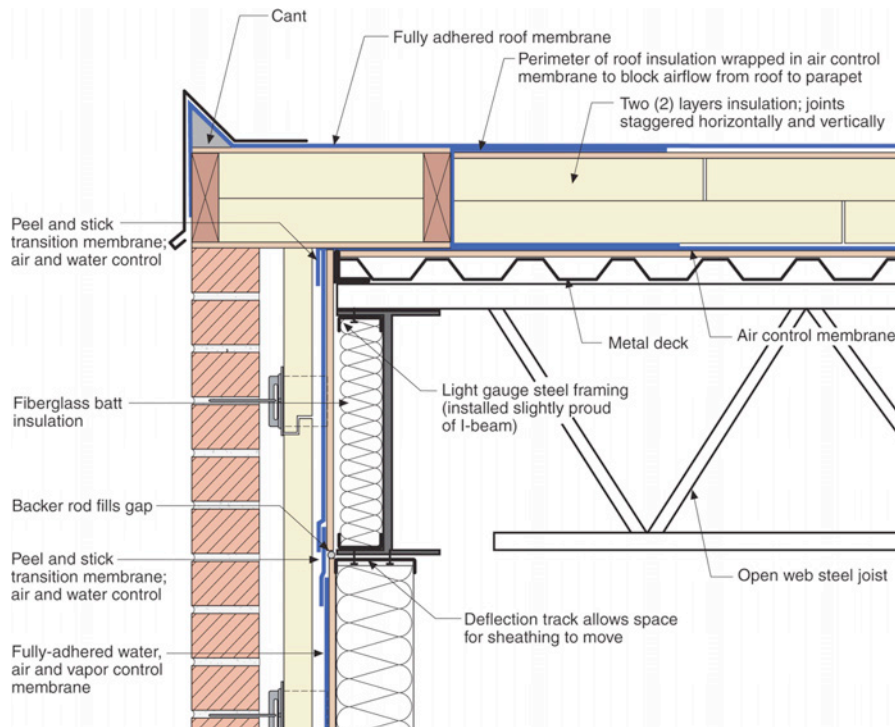 Cant
Fully adhered roof membrane
Perimeter of roof insulation wrapped in air control
membrane to block airflow from roof to parapet
Two (2) layers insulation; joints
staggered horizontally and vertically
Peel and stick
transition membrane;
air and water control
Metal deck
Air control membrane
Light gauge steel framing
(installed slightly proud
of I-beam)
Fiberglass batt
insulation
Backer rod fills gap
Peel and stick
transition membrane;
air and water control
Open web steel joist
Deflection track allows space
for sheathing to move
Fully-adhered water,
air and vapor control
membrane